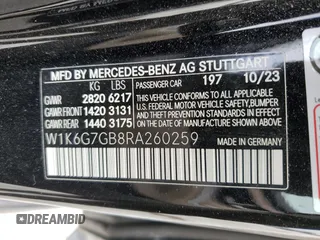 MFD BY MERCEDES-BENZ AG STUTTGART
KG LBS 197 10/23
GVWR 2820 6217
GAWR FRONT 1420 3131
GAWR REAR 1440 3175
THIS VEHICLE CONFORMS TO ALL APPLICABLE
U.S. FEDERAL MOTOR VEHICLE SAFETY, BUMPER,
AND THEFT PREVENTION STANDARDS IN EFFECT
ON THE DATE OF MANUFACTURE SHOWN ABOVE.
W1K6G7GB8RA260259
PASSENGER CAR
MADE IN GERMANY
DREAMBID